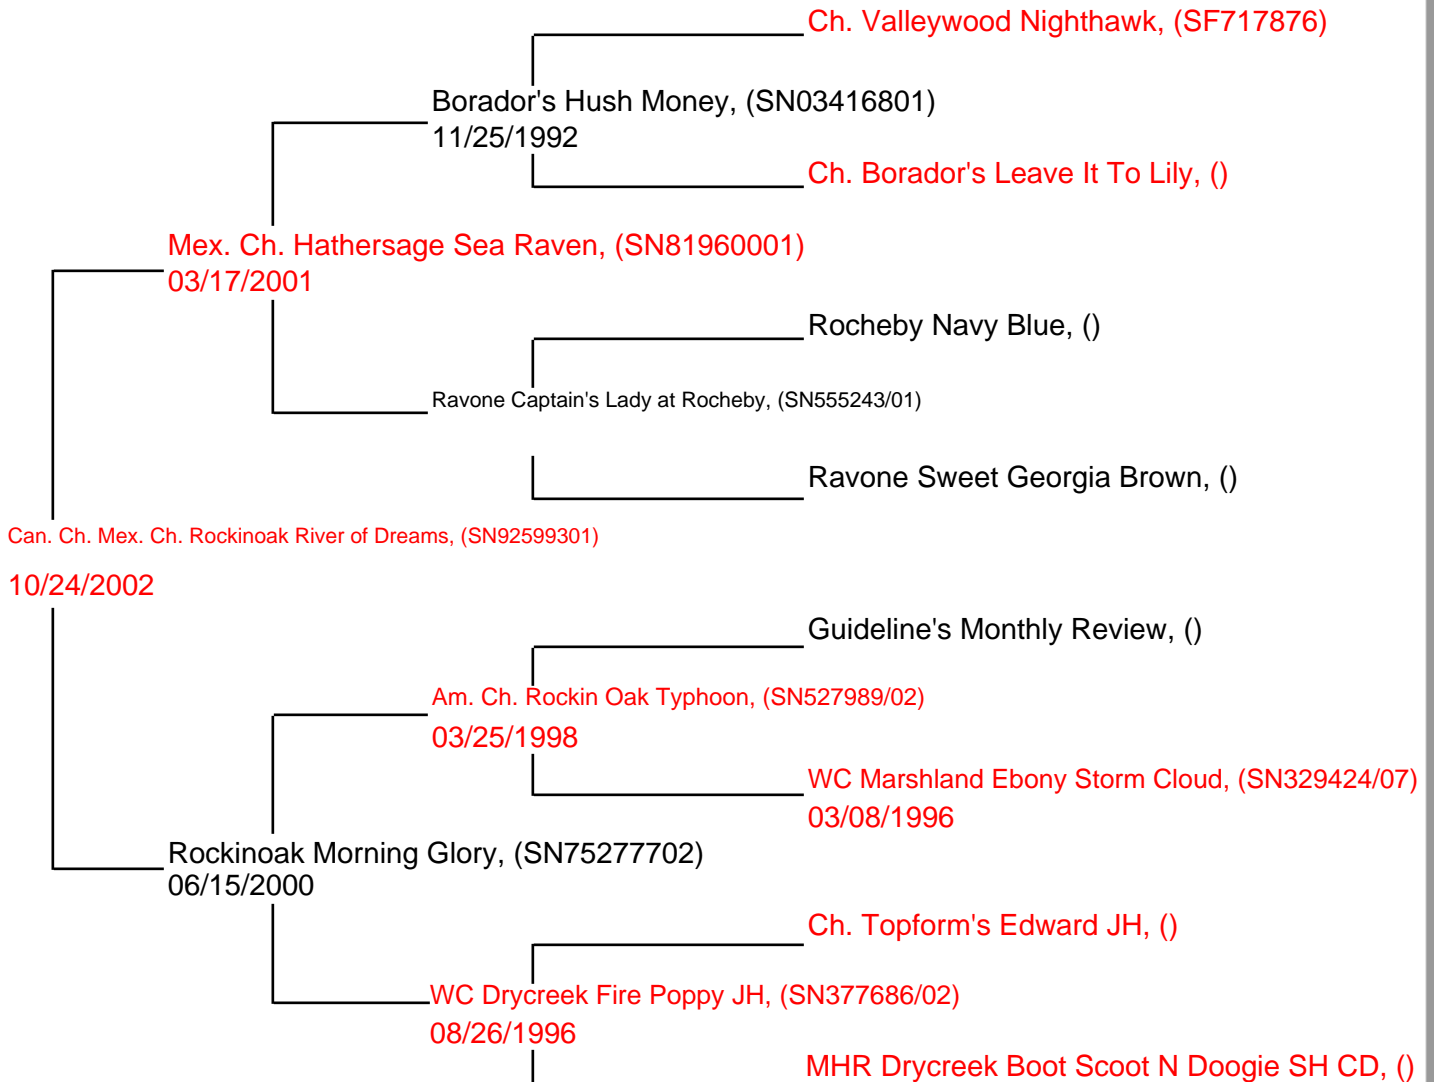 Ch. Valleywood Nighthawk, (SF717876)
Borador's Hush Money, (SN03416801)
11/25/1992
Ch. Borador's Leave It To Lily, ()
Mex. Ch. Hathersage Sea Raven, (SN81960001)
03/17/2001
Rocheby Navy Blue, ()
Ravone Captain's Lady at Rocheby, (SN555243/01)
Ravone Sweet Georgia Brown, ()
Can. Ch. Mex. Ch. Rockinoak River of Dreams, (SN92599301)
10/24/2002
Guideline's Monthly Review, ()
Am. Ch. Rockin Oak Typhoon, (SN527989/02)
03/25/1998
WC Marshland Ebony Storm Cloud, (SN329424/07)
03/08/1996
Rockinoak Morning Glory, (SN75277702)
06/15/2000
Ch. Topform's Edward JH, ()
WC Drycreek Fire Poppy JH, (SN377686/02)
08/26/1996
MHR Drycreek Boot Scoot N Doogie SH CD, ()